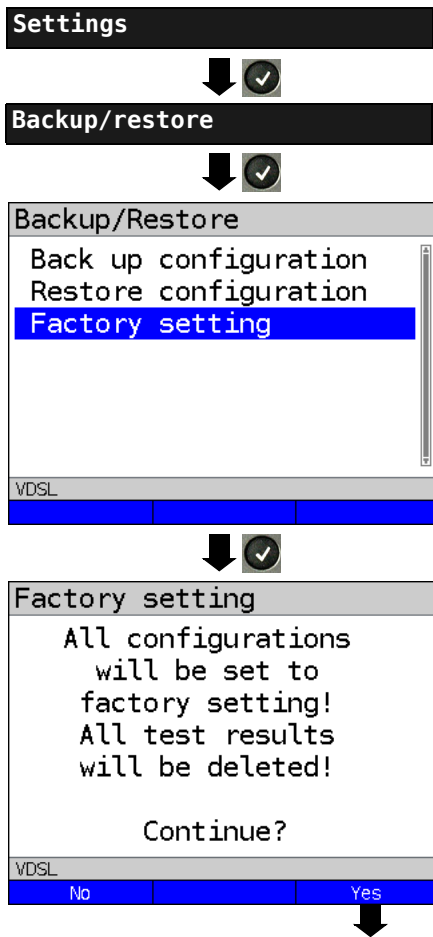 Settings
Backup/restore
Backup/Restore
Back up configuration
Restore configuration
Factory setting
VDSL
Factory setting
All configurations
will be set to
factory setting!
All test results
will be deleted!
Continue?
VDSL
No Yes